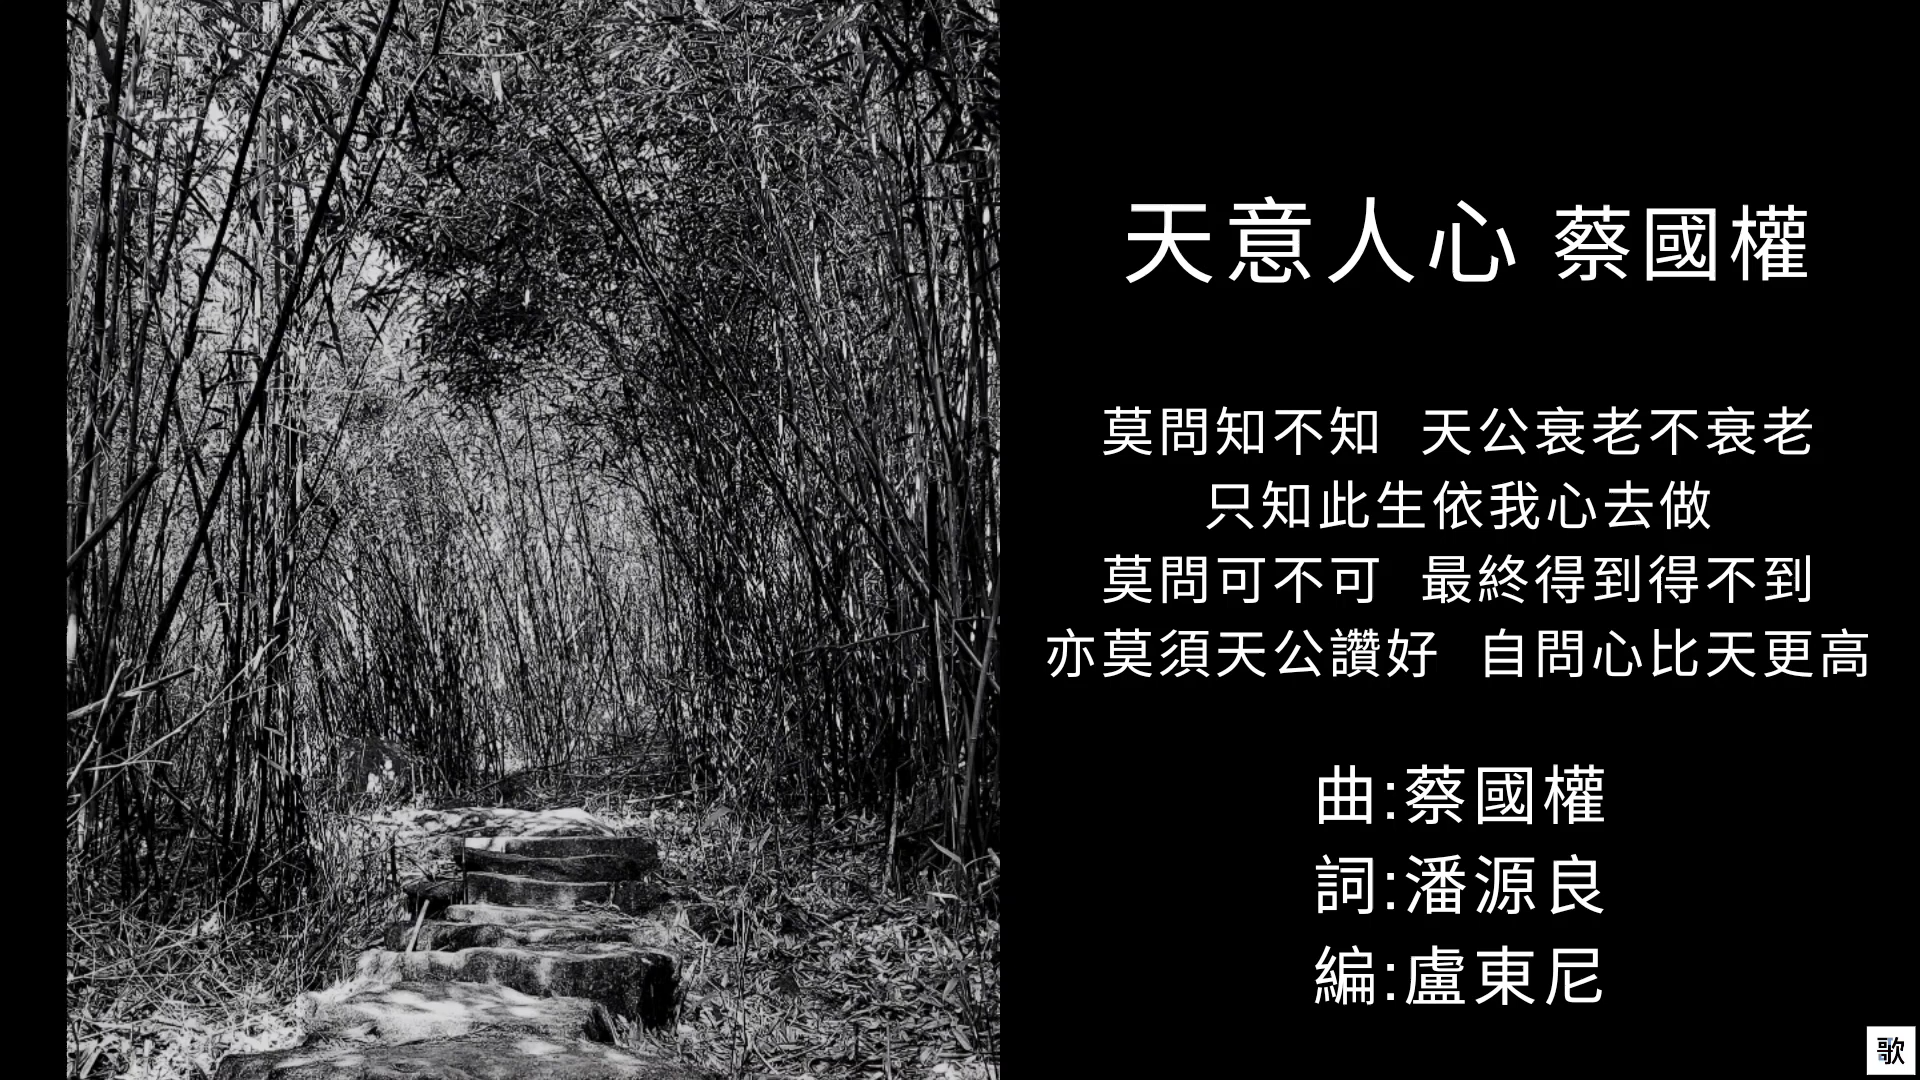 天意人心 蔡國權
莫問知不知 天公衰老不衰老
只知此生依我心去做
莫問可不可 最終得到得不到
亦莫須天公讚好 自問心比天更高
曲:蔡國權
詞:潘源良
編:盧東尼
歌